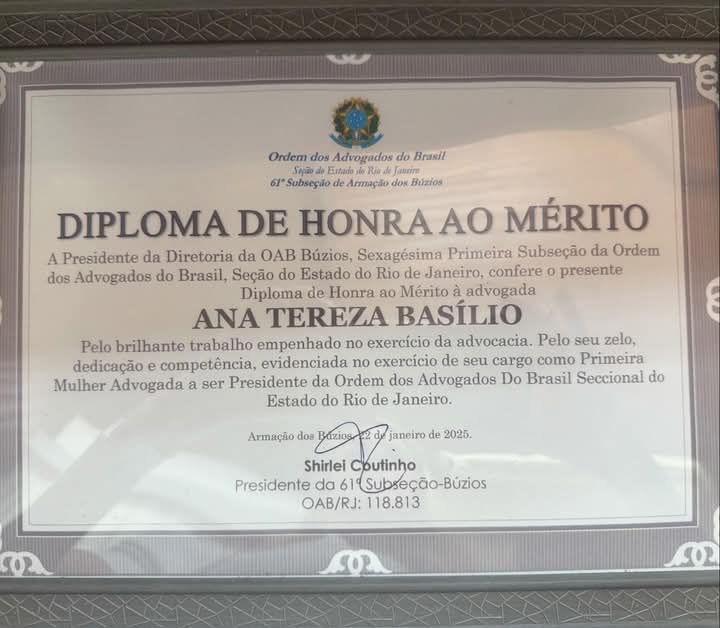 Ordem dos Advogados do Brasil
Seção do Estado do Rio de Janeiro
61ª Subseção de Armação dos Búzios
DIPLOMA DE HONRA AO MÉRITO
A Presidente da Diretoria da OAB Búzios, Sexagésima Primeira Subseção da Ordem
dos Advogados do Brasil, Seção do Estado do Rio de Janeiro, confere o presente
Diploma de Honra ao Mérito à advogada
ANA TEREZA BASÍLIO
Pelo brilhante trabalho empenhado no exercício da advocacia. Pelo seu zelo,
dedicação e competência, evidenciada no exercício de seu cargo como Primeira
Mulher Advogada a ser Presidente da Ordem dos Advogados Do Brasil Seccional do
Estado do Rio de Janeiro.
Armação dos Búzios, 22 de janeiro de 2025.
Shirlei Coutinho
Presidente da 61ª Subseção-Búzios
OAB/RJ: 118.813